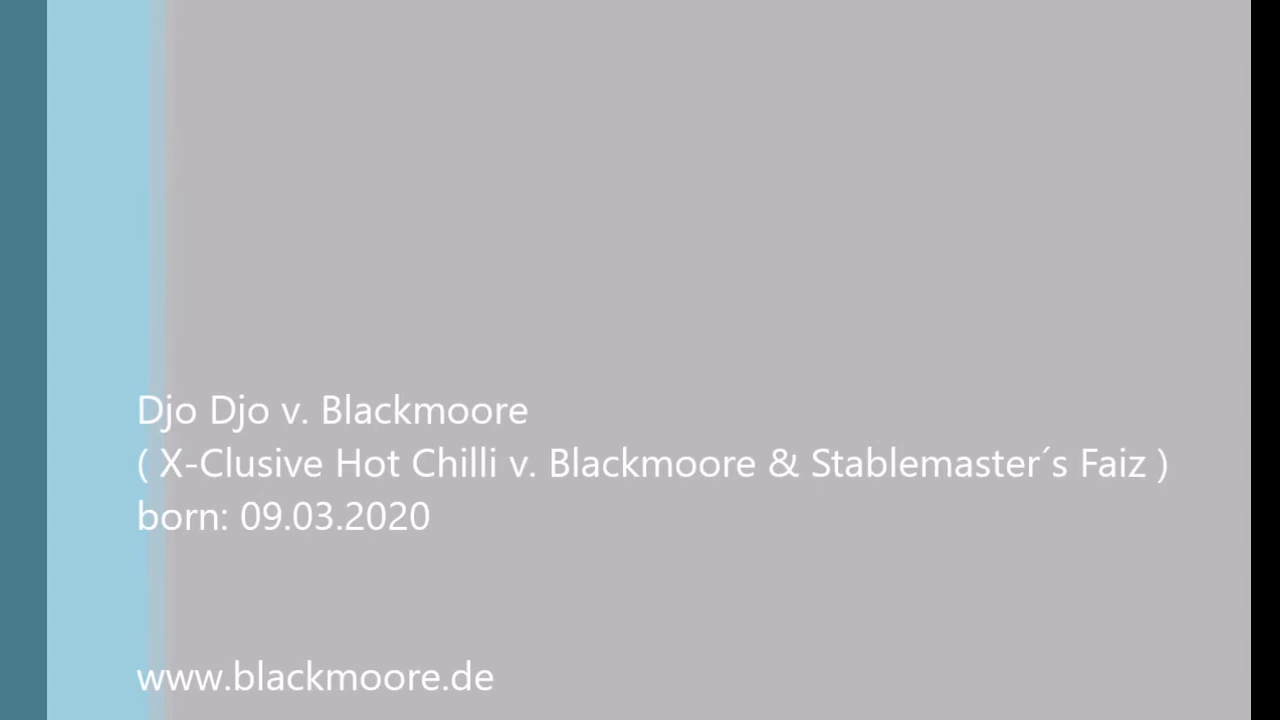 Djo Djo v. Blackmoore
( X-Clusive Hot Chilli v. Blackmoore & Stablemaster´s Faiz )
born: 09.03.2020
www.blackmoore.de